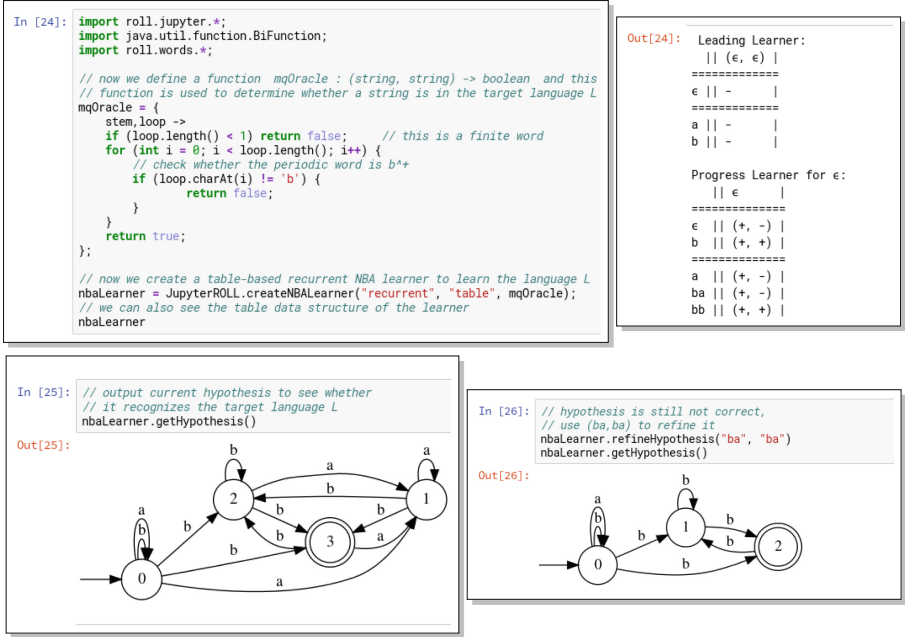 In [24]:
import roll.jupyter.*;
import java.util.function.BiFunction;
import roll.words.*;
// now we define a function  mqOracle : (string, string) -> boolean  and this
// function is used to determine whether a string is in the target language L
mqOracle = {
stem,loop ->
if (loop.length() < 1) return false;     // this is a finite word
for (int i = 0; i < loop.length(); i++) {
// check whether the periodic word is b^+
if (loop.charAt(i) != 'b') {
return false;
}
}
return true;
};
// now we create a table-based recurrent NBA learner to learn the language L
nbaLearner = JupyterROLL.createNBALearner("recurrent", "table", mqOracle);
// we can also see the table data structure of the learner
nbaLearner
Out[24]:
Leading Learner:
|| (ϵ, ϵ) |
=============
ϵ || -      |
=============
a || -      |
b || -      |
Progress Learner for ϵ:
|| ϵ      |
==============
ϵ  || (+, -) |
b  || (+, +) |
==============
a  || (+, -) |
ba || (+, -) |
bb || (+, +) |
In [25]:
// output current hypothesis to see whether
// it recognizes the target language L
nbaLearner.getHypothesis()
Out[25]:
b
a
a
b
2
1
b
b
b
a
b
b
3
a
b
0
a
In [26]:
// hypothesis is still not correct,
// use (ba,ba) to refine it
nbaLearner.refineHypothesis("ba", "ba")
nbaLearner.getHypothesis()
Out[26]:
b
a
b
1
b
b
b
2
0
b